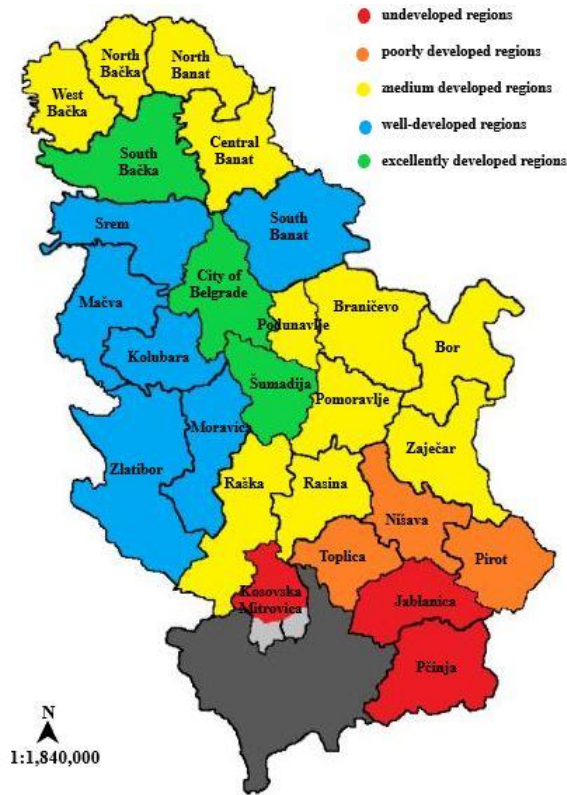 undeveloped regions
poorly developed regions
medium developed regions
well-developed regions
excellently developed regions
North
Bačka
North
Banat
West
Bačka
Central
Banat
South
Bačka
Srem
South
Banat
City of
Belgrade
Mačva
Podunavlje
Braničevo
Bor
Kolubara
Šumadija
Pomoravlje
Moravica
Zaječar
Zlatibor
Raška
Rasina
Nišava
Toplica
Pirot
Kosovska
Mitrovica
Jablanica
Pčinja
N
1:1,840,000